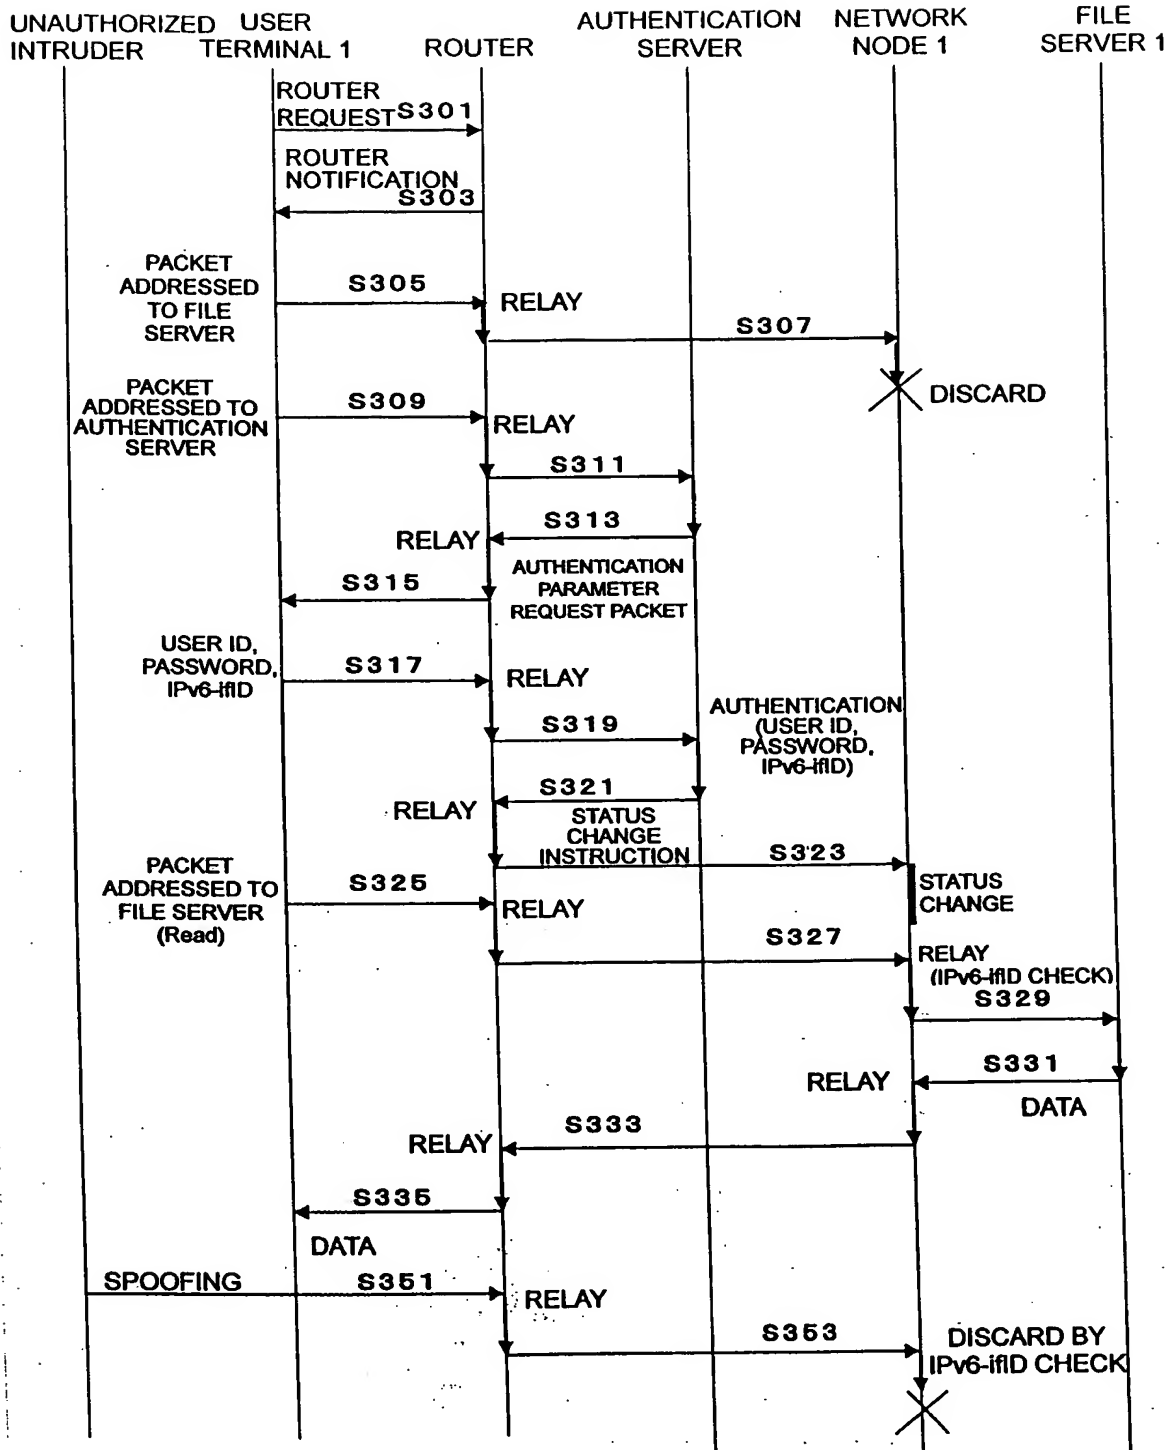 UNAUTHORIZED
INTRUDER
USER
TERMINAL 1
ROUTER
AUTHENTICATION
SERVER
NETWORK
NODE 1
FILE
SERVER 1
ROUTER
REQUEST S301
ROUTER
NOTIFICATION
S303
PACKET
ADDRESSED
TO FILE
SERVER
S305
RELAY
S307
DISCARD
PACKET
ADDRESSED TO
AUTHENTICATION
SERVER
S309
RELAY
S311
S313
RELAY
AUTHENTICATION
PARAMETER
REQUEST PACKET
S315
USER ID,
PASSWORD,
IPv6-ifID
S317
RELAY
S319
AUTHENTICATION
(USER ID,
PASSWORD,
IPv6-ifID)
S321
RELAY
STATUS
CHANGE
INSTRUCTION
S323
STATUS
CHANGE
PACKET
ADDRESSED TO
FILE SERVER
(Read)
S325
RELAY
S327
RELAY
(IPv6-ifID CHECK)
S329
S331
RELAY
DATA
S333
RELAY
S335
DATA
SPOOFING
S351
RELAY
S353
DISCARD BY
IPv6-ifID CHECK